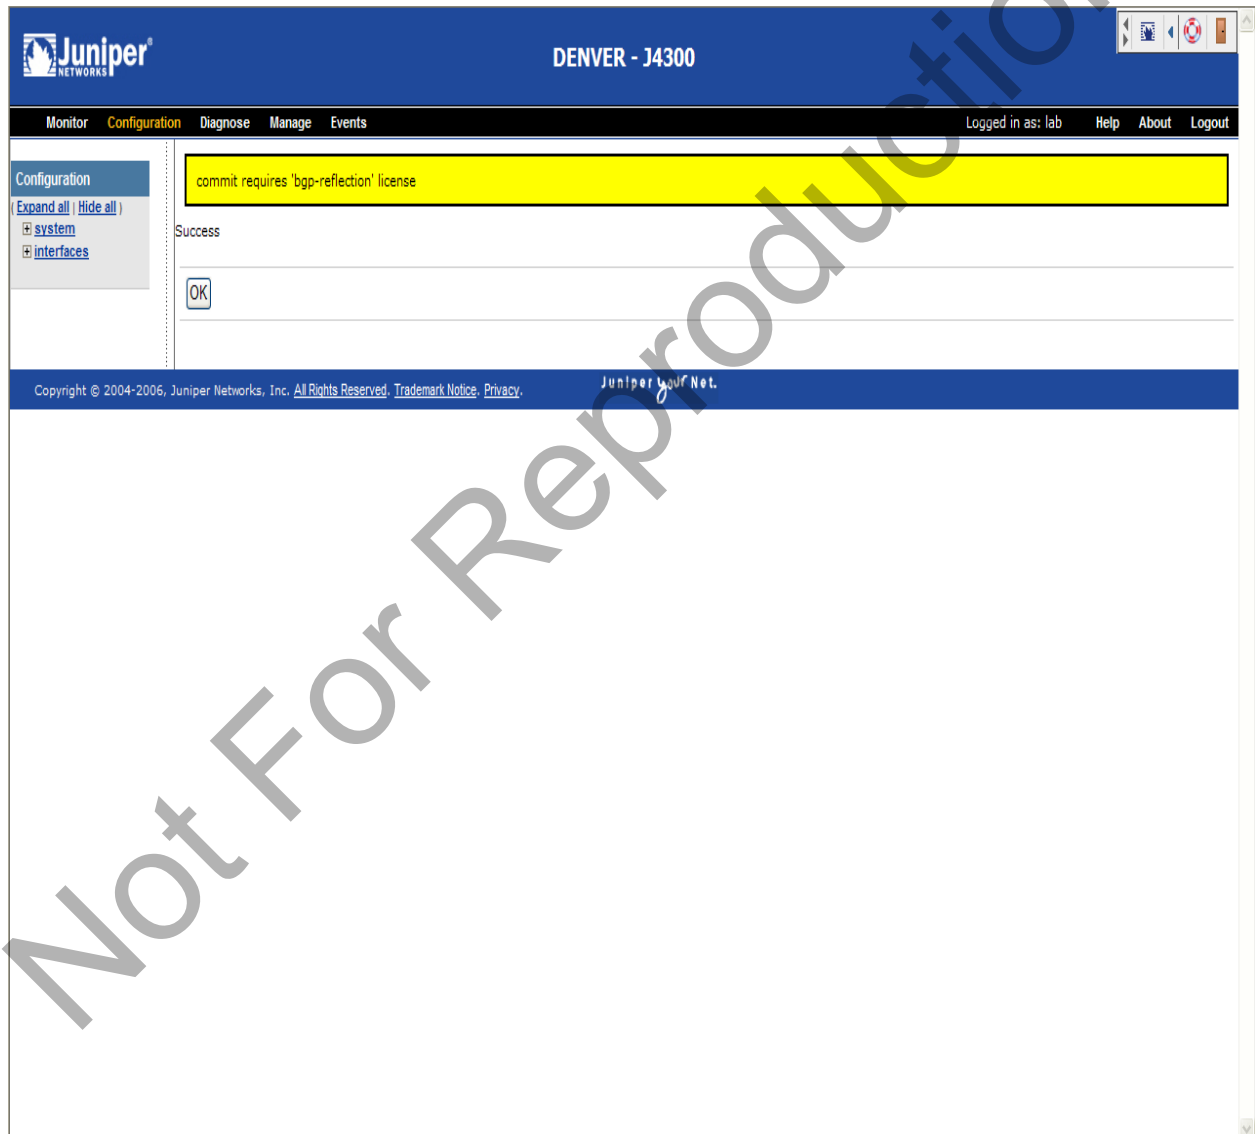 Juniper®
NETWORKS
DENVER - J4300
Monitor Configuration Diagnose Manage Events Logged in as: lab Help About Logout
Configuration
( Expand all | Hide all )
system
interfaces
commit requires 'bgp-reflection' license
Success
OK
Copyright © 2004-2006, Juniper Networks, Inc. All Rights Reserved. Trademark Notice. Privacy.
Juniper your Net.
Not For Reproduction